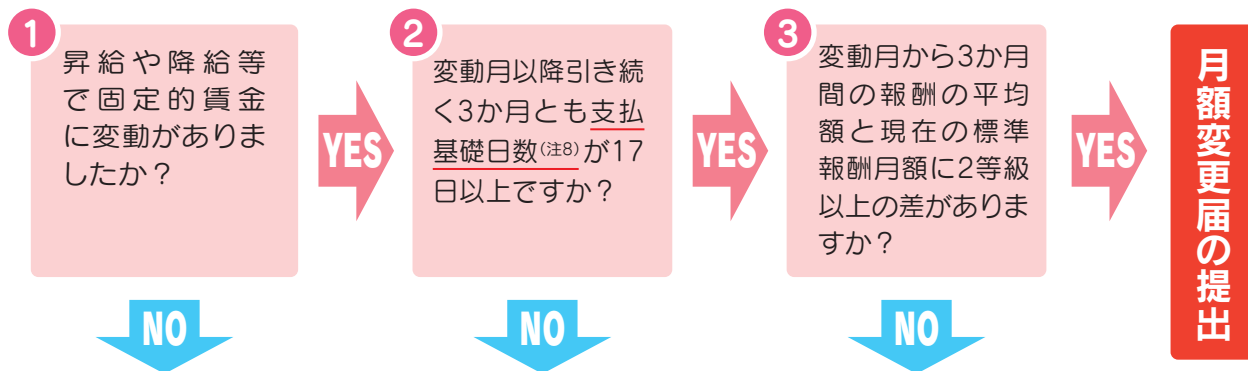 1
昇給や降給等
で固定的賃金
に変動がありま
したか？
YES
NO
2
変動月以降引き続
く3か月とも支払
基礎日数(注8)が17
日以上ですか？
YES
NO
3
変動月から3か月
間の報酬の平均
額と現在の標準
報酬月額に2等級
以上の差がありま
すか？
YES
NO
月額変更届の提出